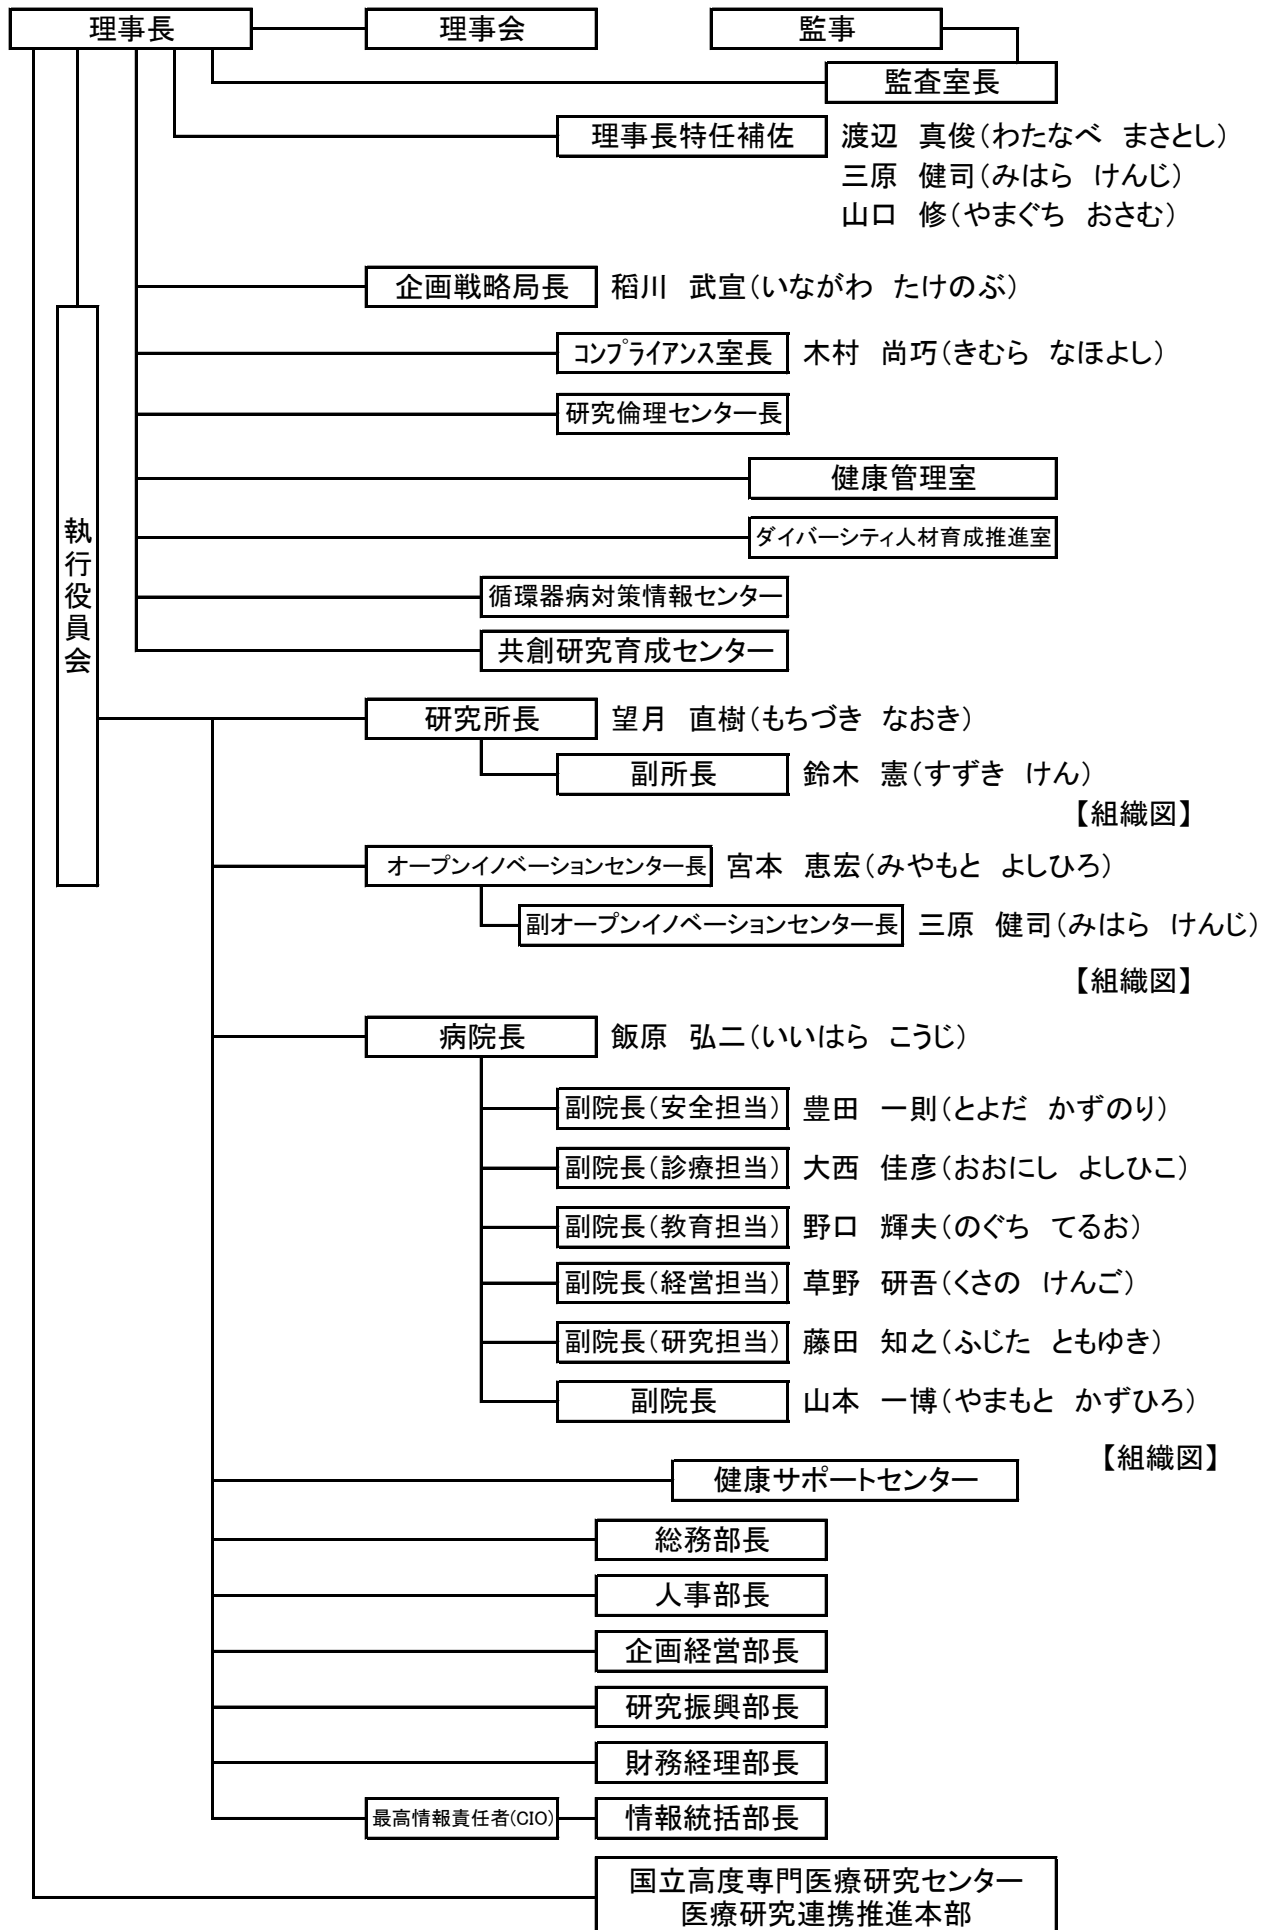 理事長 理事会 監事
監査室長
理事長特任補佐 渡辺 真俊(わたなべ まさとし)
三原 健司(みはら けんじ)
山口 修(やまぐち おさむ)
企画戦略局長 稻川 武宣(いながわ たけのぶ)
コンプライアンス室長 木村 尚巧(きむら なほよし)
研究倫理センター長
健康管理室
ダイバーシティ人材育成推進室
執行役員会
循環器病対策情報センター
共創研究育成センター
研究所長 望月 直樹(もちづき なおき)
副所長 鈴木 憲(すずき けん)
【組織図】
オープンイノベーションセンター長 宮本 恵宏(みやもと よしひろ)
副オープンイノベーションセンター長 三原 健司(みはら けんじ)
【組織図】
病院長 飯原 弘二(いいはら こうじ)
副院長(安全担当) 豊田 一則(とよだ かずのり)
副院長(診療担当) 大西 佳彦(おおにし よしひこ)
副院長(教育担当) 野口 輝夫(のぐち てるお)
副院長(経営担当) 草野 研吾(くさの けんご)
副院長(研究担当) 藤田 知之(ふじた ともゆき)
副院長 山本 一博(やまもと かずひろ)
【組織図】
健康サポートセンター
総務部長
人事部長
企画経営部長
研究振興部長
財務経理部長
最高情報責任者(CIO) 情報統括部長
国立高度専門医療研究センター
医療研究連携推進本部